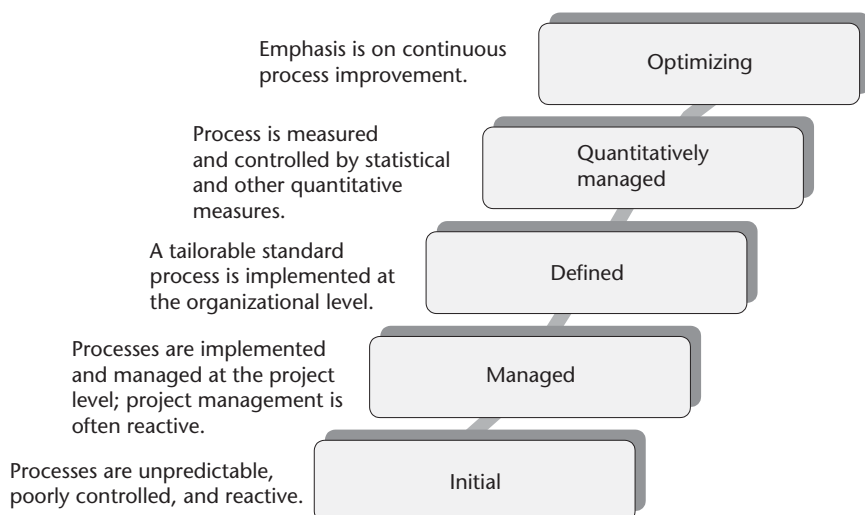 Emphasis is on continuous
process improvement.
Optimizing
Process is measured
and controlled by statistical
and other quantitative
measures.
Quantitatively
managed
A tailorable standard
process is implemented at
the organizational level.
Defined
Processes are implemented
and managed at the project
level; project management is
often reactive.
Managed
Processes are unpredictable,
poorly controlled, and reactive.
Initial